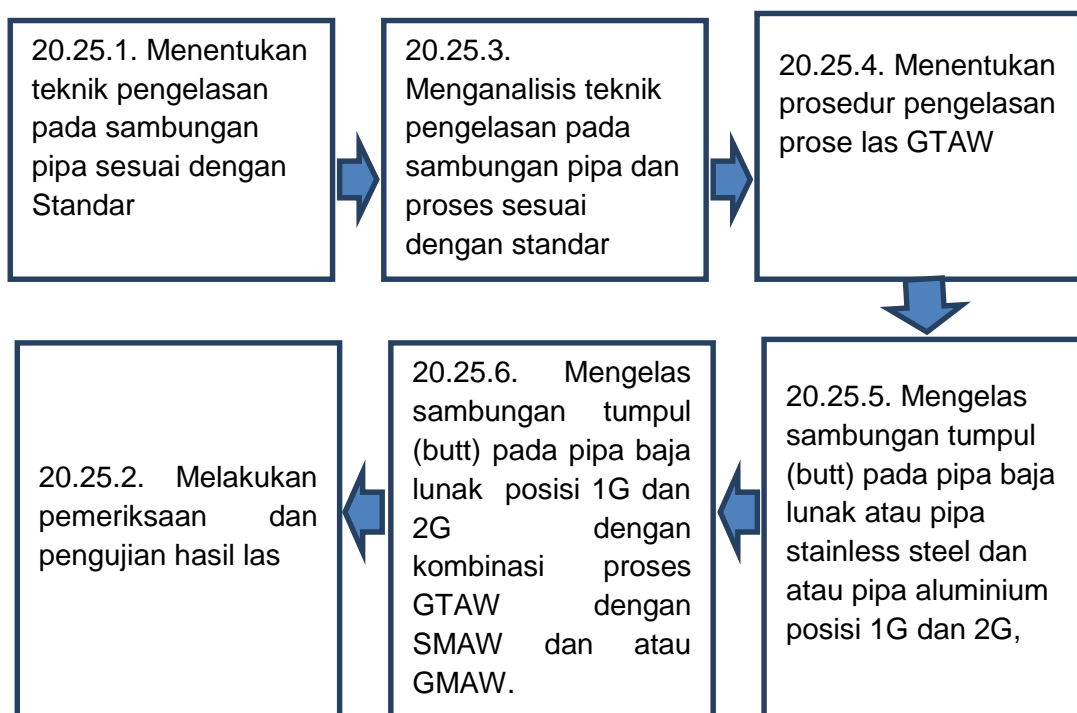 20.25.1. Menentukan
teknik pengelasan
pada sambungan
pipa sesuai dengan
Standar
20.25.3.
Menganalisis teknik
pengelasan pada
sambungan pipa dan
proses sesuai
dengan standar
20.25.4. Menentukan
prosedur pengelasan
prose las GTAW
20.25.5. Mengelas
sambungan tumpul
(butt) pada pipa baja
lunak atau pipa
stainless steel dan
atau pipa aluminium
posisi 1G dan 2G,
20.25.6. Mengelas
sambungan tumpul
(butt) pada pipa baja
lunak posisi 1G dan
2G dengan
kombinasi proses
GTAW dengan
SMAW dan atau
GMAW.
20.25.2. Melakukan
pemeriksaan dan
pengujian hasil las